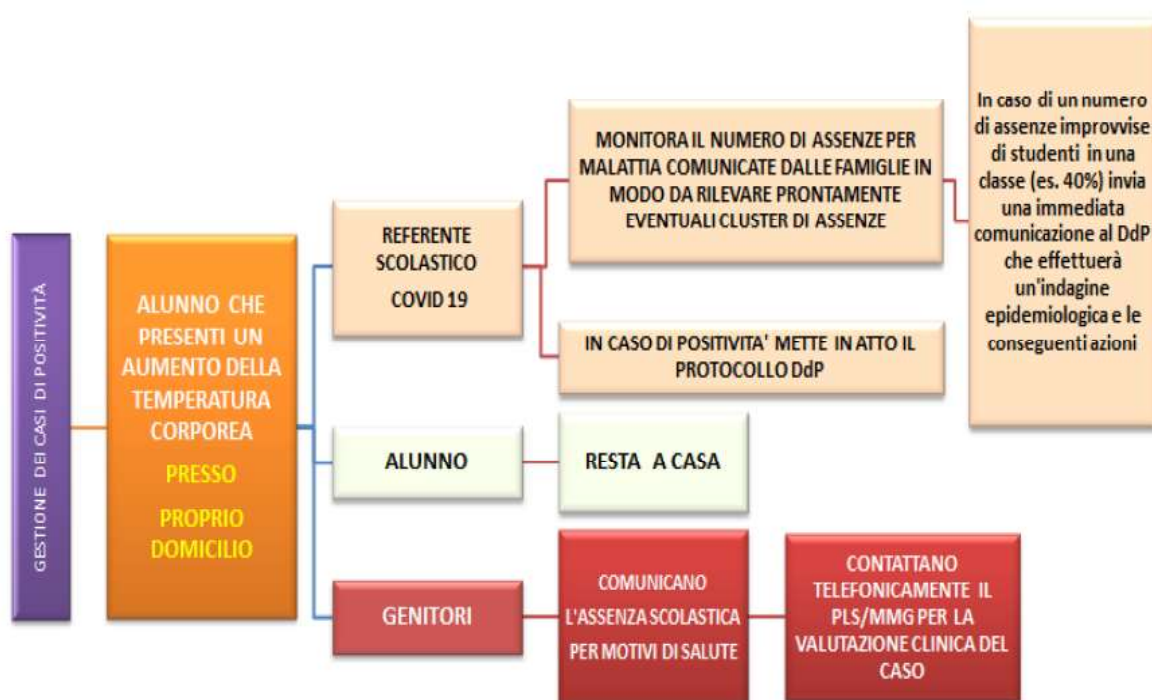 GESTIONE DEI CASI DI POSITIVITÀ
ALUNNO CHE
PRESENTI UN
AUMENTO DELLA
TEMPERATURA
CORPOREA
PRESSO
PROPRIO
DOMICILIO
REFERENTE
SCOLASTICO
COVID 19
MONITORA IL NUMERO DI ASSENZE PER
MALATTIA COMUNICATE DALLE FAMIGLIE IN
MODO DA RILEVARE PRONTAMENTE
EVENTUALI CLUSTER DI ASSENZE
In caso di un numero
di assenze improvvise
di studenti in una
classe (es. 40%) invia
una immediata
comunicazione al DdP
che effettuerà
un'indagine
epidemiologica e le
conseguenti azioni
IN CASO DI POSITIVITA' METTE IN ATTO IL
PROTOCOLLO DdP
ALUNNO
RESTA A CASA
GENITORI
COMUNICANO
L'ASSENZA SCOLASTICA
PER MOTIVI DI SALUTE
CONTATTANO
TELEFONICAMENTE IL
PLS/MMG PER LA
VALUTAZIONE CLINICA DEL
CASO